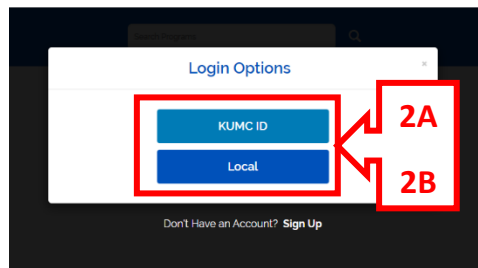 Search Programs
Login Options
×
KUMC ID
2A
Local
2B
Don't Have an Account? Sign Up